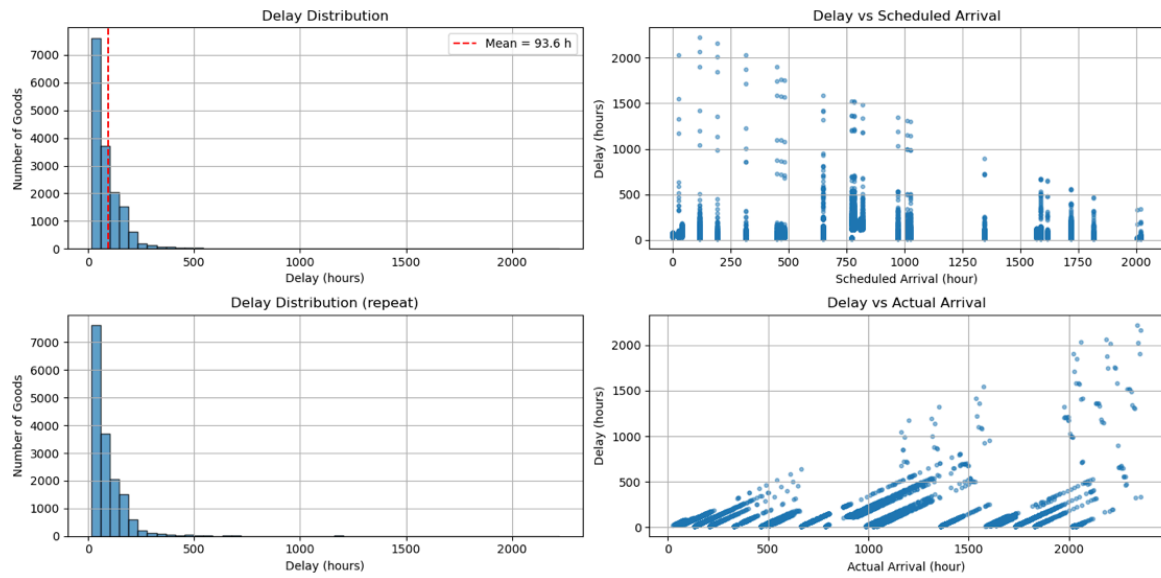 Delay Distribution
Mean = 93.6 h
Number of Goods
7000
6000
5000
4000
3000
2000
1000
0
0 500 1000 1500 2000
Delay (hours)
Delay vs Scheduled Arrival
Delay (hours)
2000
1500
1000
500
0
0 250 500 750 1000 1250 1500 1750 2000
Scheduled Arrival (hour)
Delay Distribution (repeat)
Number of Goods
7000
6000
5000
4000
3000
2000
1000
0
0 500 1000 1500 2000
Delay (hours)
Delay vs Actual Arrival
Delay (hours)
2000
1500
1000
500
0
0 500 1000 1500 2000
Actual Arrival (hour)